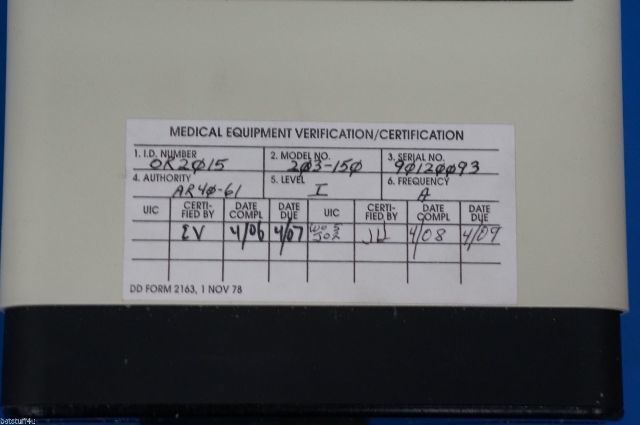 MEDICAL EQUIPMENT VERIFICATION/CERTIFICATION
1. I.D. NUMBER 2. MODEL NO. 3. SERIAL NO.
OR2015 203-150 90120093
4. AUTHORITY 5. LEVEL 6. FREQUENCY
AR40-61 I A
UIC CERTI-FIED BY DATE COMPL DATE DUE UIC CERTI-FIED BY DATE COMPL DATE DUE
EV 4/06 4/07 4/08 4/09
DD FORM 2163, 1 NOV 78
batstuff4u